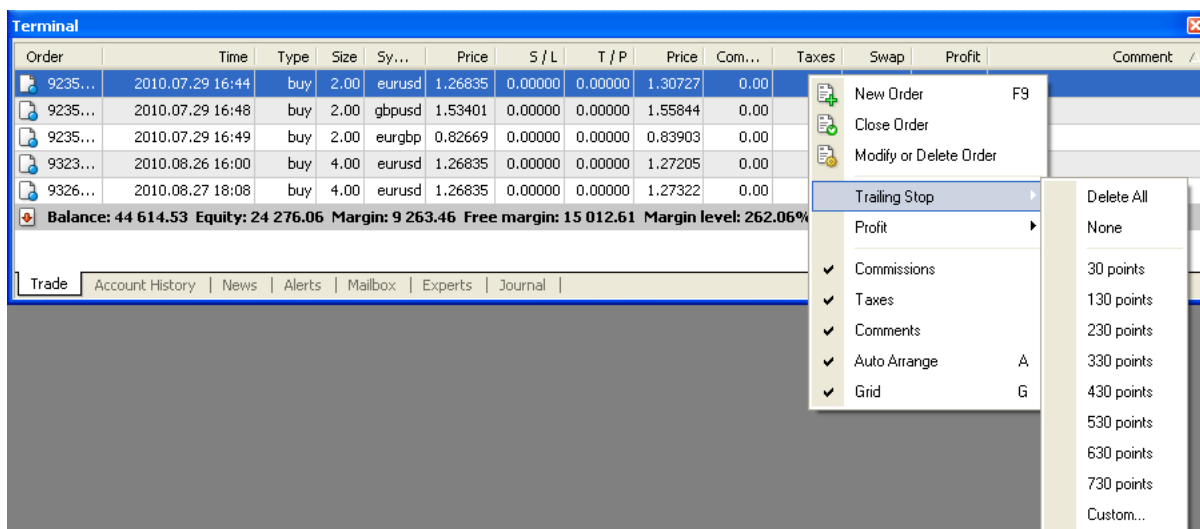 Terminal
Order Time Type Size Sy... Price S / L T / P Price Com... Taxes Swap Profit Comment
9235... 2010.07.29 16:44 buy 2.00 eurusd 1.26835 0.00000 0.00000 1.30727 0.00
9235... 2010.07.29 16:48 buy 2.00 gbpusd 1.53401 0.00000 0.00000 1.55844 0.00
9235... 2010.07.29 16:49 buy 2.00 eurgbp 0.82669 0.00000 0.00000 0.83903 0.00
9323... 2010.08.26 16:00 buy 4.00 eurusd 1.26835 0.00000 0.00000 1.27205 0.00
9326... 2010.08.27 18:08 buy 4.00 eurusd 1.26835 0.00000 0.00000 1.27322 0.00
Balance: 44 614.53 Equity: 24 276.06 Margin: 9 263.46 Free margin: 15 012.61 Margin level: 262.06%
Trade | Account History | News | Alerts | Mailbox | Experts | Journal |
New Order F9
Close Order
Modify or Delete Order
Trailing Stop
Profit
Commissions
Taxes
Comments
Auto Arrange A
Grid G
Delete All
None
30 points
130 points
230 points
330 points
430 points
530 points
630 points
730 points
Custom...